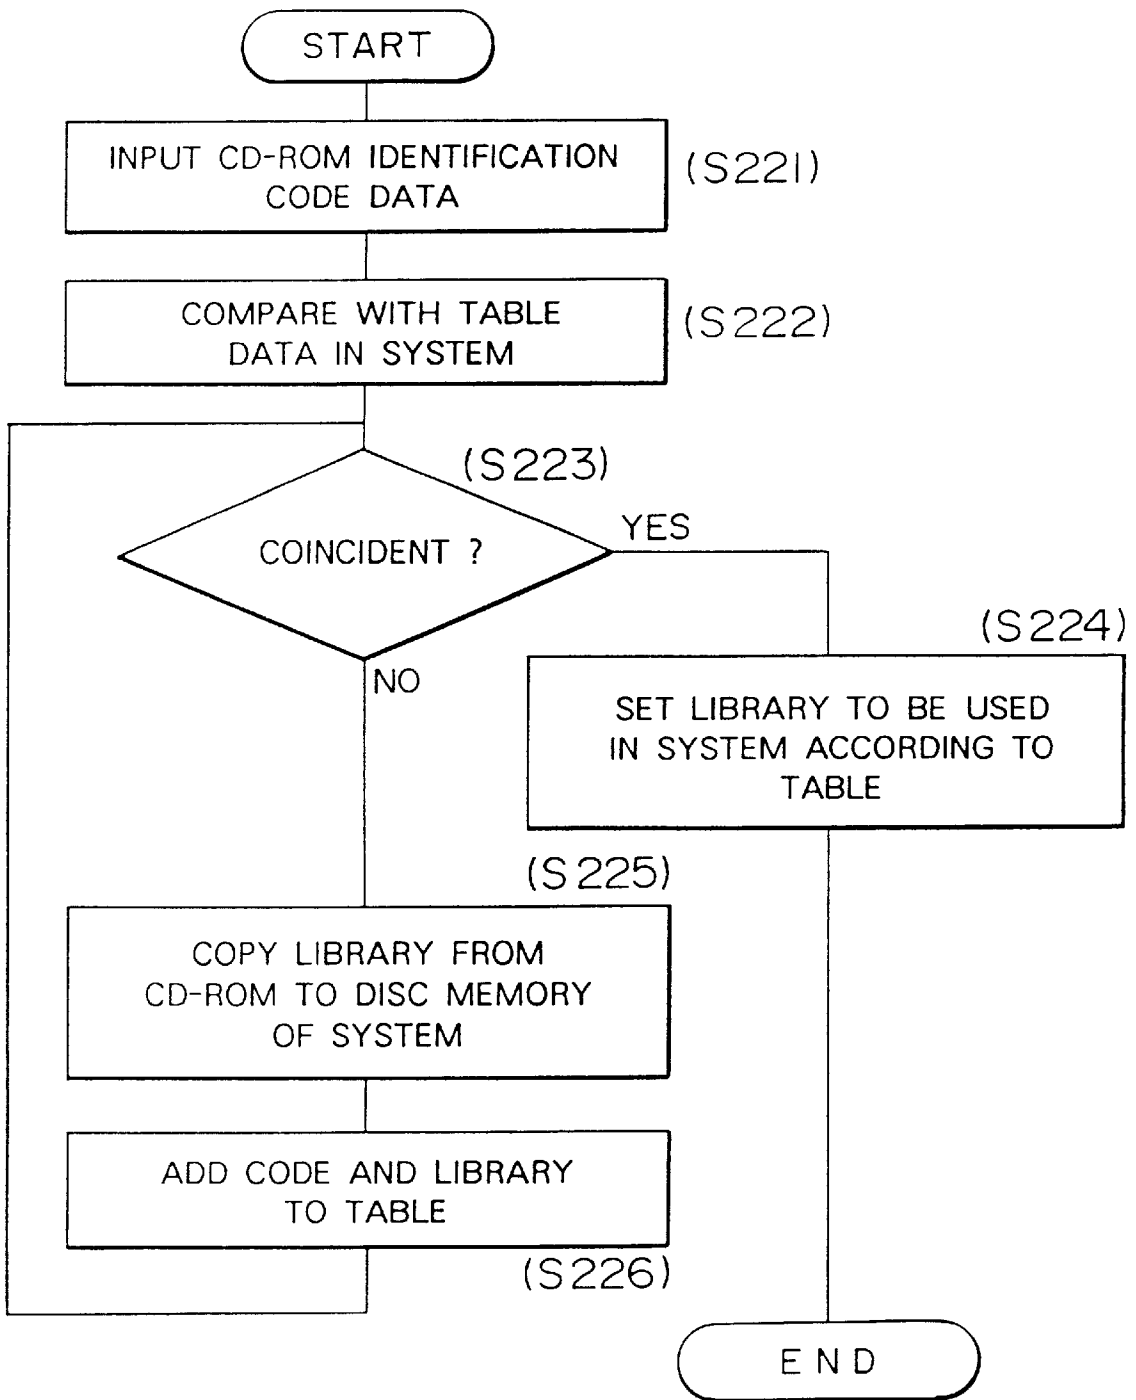 START
INPUT CD-ROM IDENTIFICATION
CODE DATA
(S221)
COMPARE WITH TABLE
DATA IN SYSTEM
(S222)
(S223)
COINCIDENT ?
YES
NO
(S224)
SET LIBRARY TO BE USED
IN SYSTEM ACCORDING TO
TABLE
(S225)
COPY LIBRARY FROM
CD-ROM TO DISC MEMORY
OF SYSTEM
ADD CODE AND LIBRARY
TO TABLE
(S226)
END